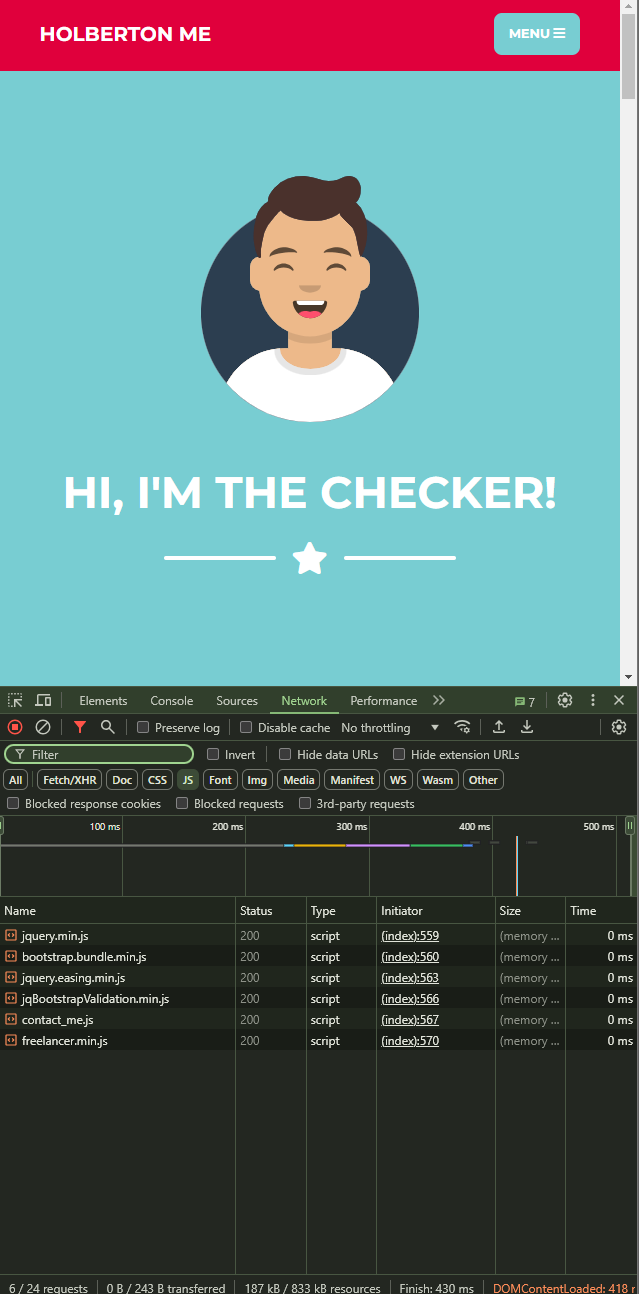 HOLBERTON ME
MENU
HI, I'M THE CHECKER!
Elements Console Sources Network Performance 7
Preserve log Disable cache No throttling
Filter Invert Hide data URLs Hide extension URLs
All Fetch/XHR Doc CSS JS Font Img Media Manifest WS Wasm Other
Blocked response cookies Blocked requests 3rd-party requests
100 ms 200 ms 300 ms 400 ms 500 ms
Name Status Type Initiator Size Time
jquery.min.js 200 script (index):559 (memory ... 0 ms
bootstrap.bundle.min.js 200 script (index):560 (memory ... 0 ms
jquery.easing.min.js 200 script (index):563 (memory ... 0 ms
jqBootstrapValidation.min.js 200 script (index):566 (memory ... 0 ms
contact_me.js 200 script (index):567 (memory ... 0 ms
freelancer.min.js 200 script (index):570 (memory ... 0 ms
6 / 24 requests 0 B / 243 B transferred 187 kB / 833 kB resources Finish: 430 ms DOMContentLoaded: 418